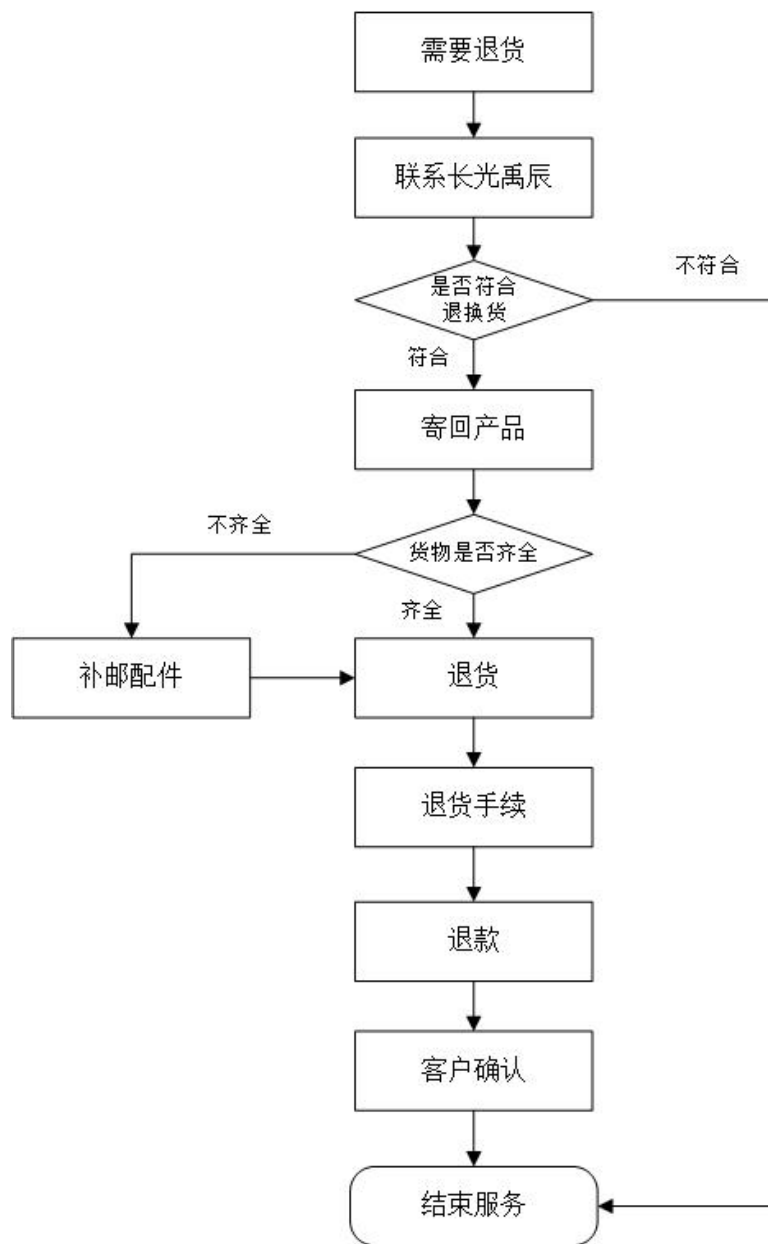 需要退货
联系长光禹辰
是否符合
退换货
不符合
符合
寄回产品
货物是否齐全
不齐全
齐全
补邮配件
退货
退货手续
退款
客户确认
结束服务